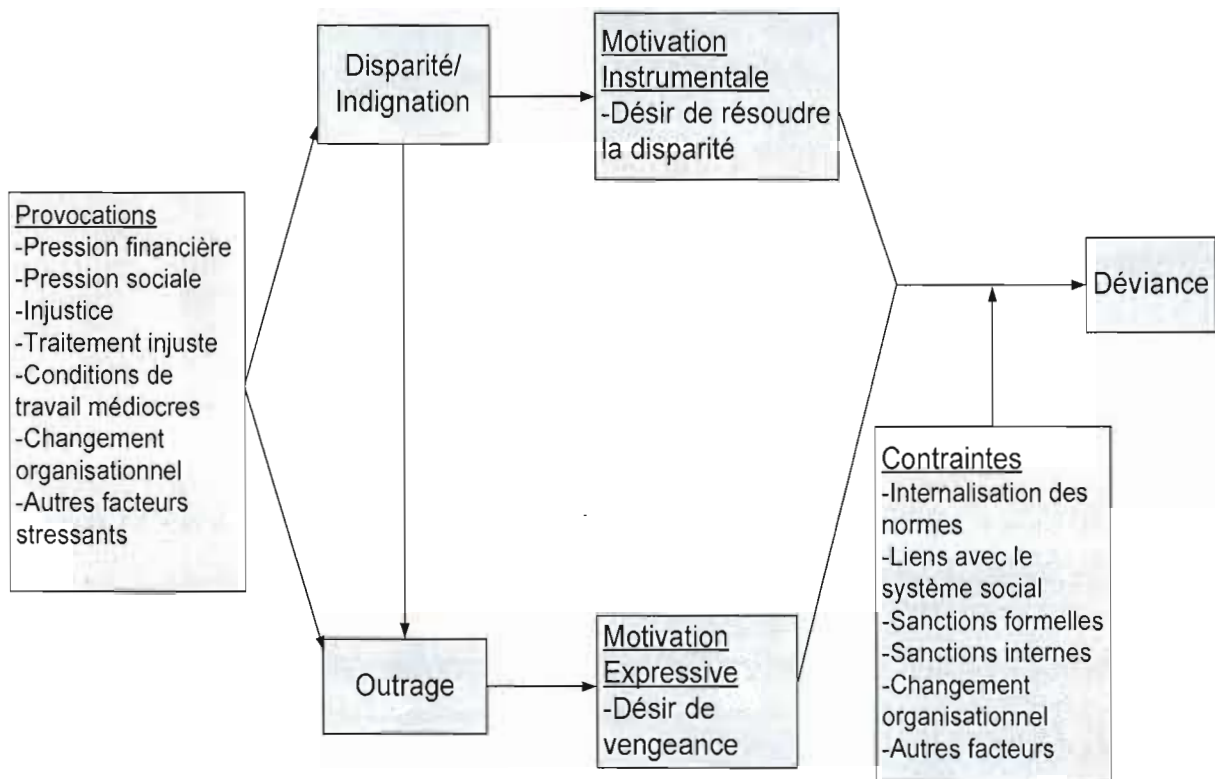 Provocations
-Pression financière
-Pression sociale
-Injustice
-Traitement injuste
-Conditions de
travail médiocres
-Changement
organisationnel
-Autres facteurs
stressants
Disparité/
Indignation
Motivation
Instrumentale
-Désir de résoudre
la disparité
Outrage
Motivation
Expressive
-Désir de
vengeance
Déviance
Contraintes
-Internalisation des
normes
-Liens avec le
système social
-Sanctions formelles
-Sanctions internes
-Changement
organisationnel
-Autres facteurs